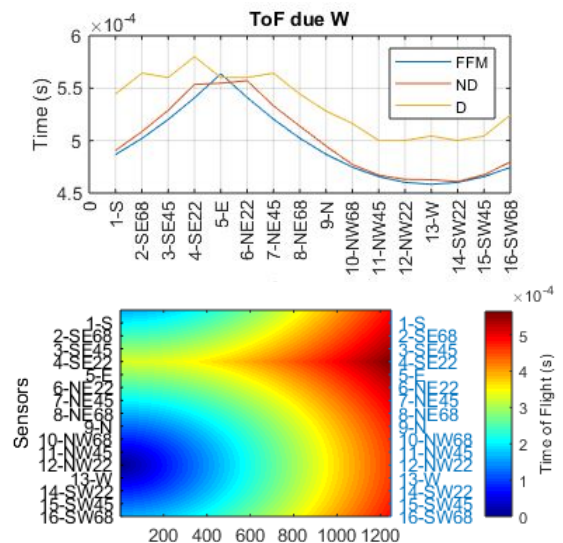 ToF due W
×10⁻⁴
6
5.5
5
4.5
Time (s)
FFM
ND
D
0
1-S
2-SE68
3-SE45
4-SE22
5-E
6-NE22
7-NE45
8-NE68
9-N
10-NW68
11-NW45
12-NW22
13-W
14-SW22
15-SW45
16-SW68
Sensors
1-S
2-SE68
3-SE45
4-SE22
5-E
6-NE22
7-NE45
8-NE68
9-N
10-NW68
11-NW45
12-NW22
13-W
14-SW22
15-SW45
16-SW68
200 400 600 800 1000 1200
1-S
2-SE68
3-SE45
4-SE22
5-E
6-NE22
7-NE45
8-NE68
9-N
10-NW68
11-NW45
12-NW22
13-W
14-SW22
15-SW45
16-SW68
×10⁻⁴
5
4
3
2
1
0
Time of Flight (s)